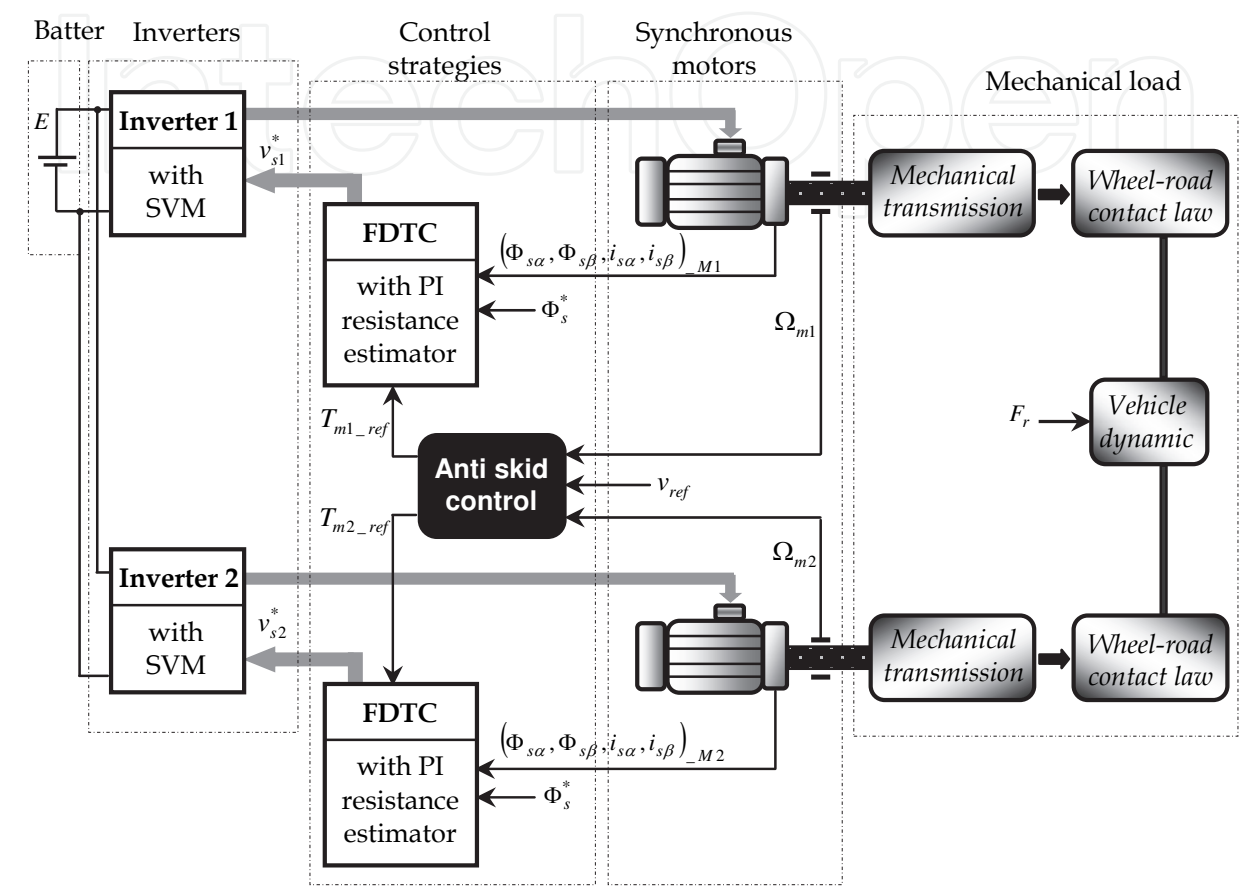 IntechOpen
Batter
Inverters
Control
strategies
Synchronous
motors
Mechanical load
E
Inverter 1
with
SVM
v*s1
FDTC
with PI
resistance
estimator
(Φsα, Φsβ, isα, isβ)_M1
Φ*s
Ωm1
Mechanical
transmission
Wheel-road
contact law
Tm1_ref
Anti skid
control
vref
Fr
Vehicle
dynamic
Tm2_ref
Ωm2
Inverter 2
with
SVM
v*s2
FDTC
with PI
resistance
estimator
(Φsα, Φsβ, isα, isβ)_M2
Φ*s
Mechanical
transmission
Wheel-road
contact law